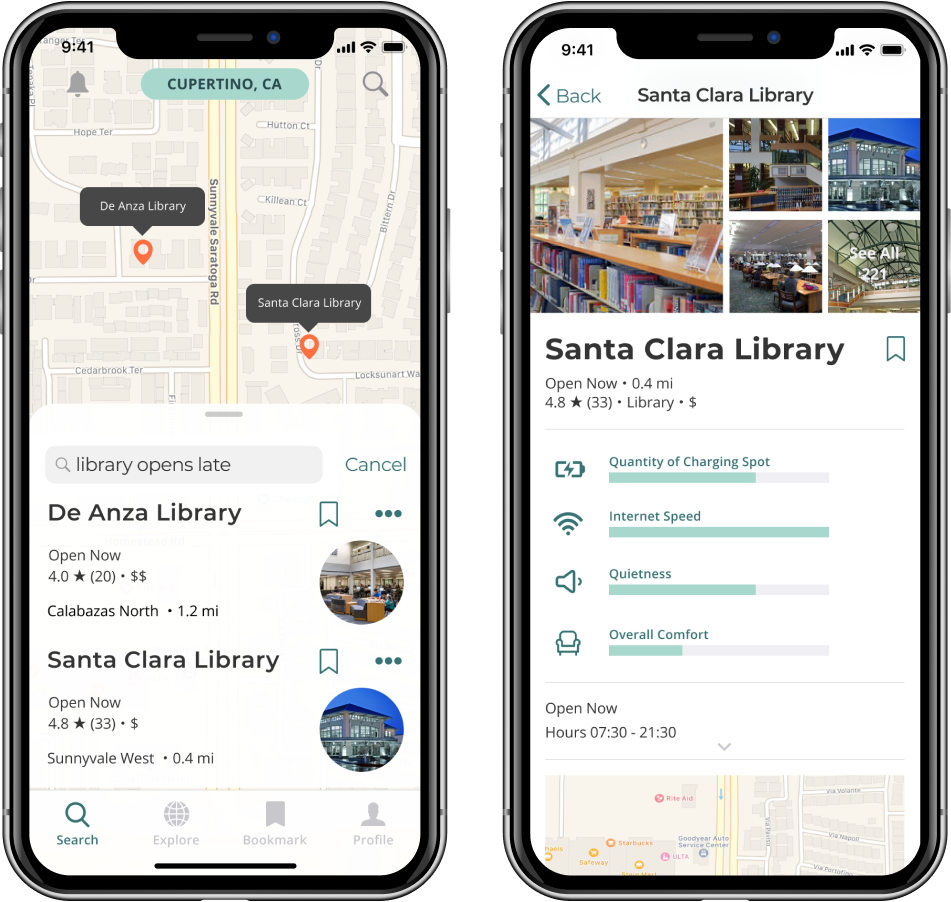 9:41
CUPERTINO, CA
Hope Ter
Hutton Ct
Killean Ct
Bittern Dr
Sunnyvale Saratoga Rd
De Anza Library
Santa Clara Library
Cedarbrook Ter
Locksunart Wa
library opens late
Cancel
De Anza Library
Open Now
4.0 ★ (20) • $$
Calabazas North • 1.2 mi
Santa Clara Library
Open Now
4.8 ★ (33) • $
Sunnyvale West • 0.4 mi
Search
Explore
Bookmark
Profile
9:41
Back
Santa Clara Library
See All
221
Santa Clara Library
Open Now • 0.4 mi
4.8 ★ (33) • Library • $
Quantity of Charging Spot
Internet Speed
Quietness
Overall Comfort
Open Now
Hours 07:30 - 21:30
Rite Aid
Via Volante
Starbucks
Goodyear Auto
Service Center
Via Napoli
Safeway
ULTA